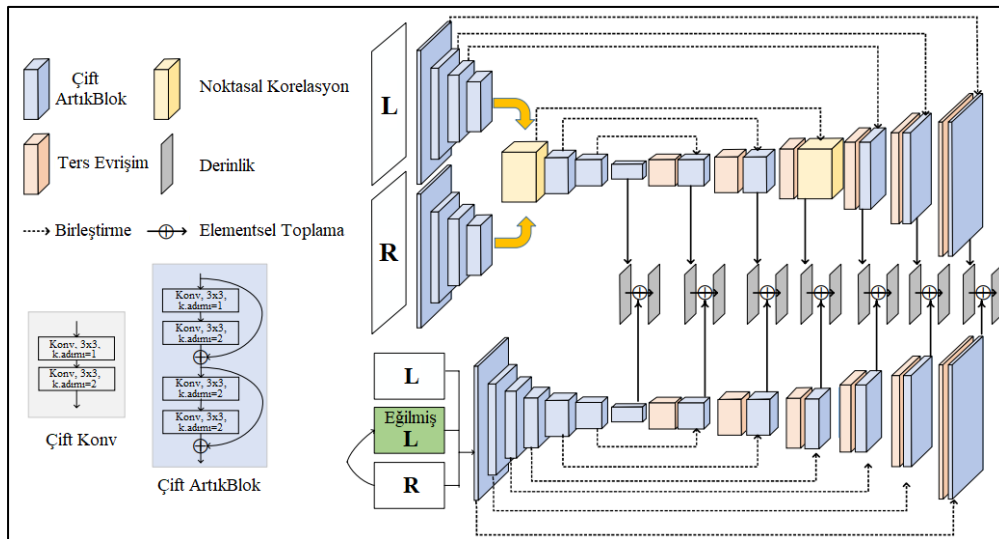 Çift
ArtıkBlok
Noktasal Korelasyon
Ters Evrişim
Derinlik
Birleştirme
Elementsel Toplama
Konv, 3x3,
k.adımı=1
Konv, 3x3,
k.adımı=2
Çift Konv
Konv, 3x3,
k.adımı=1
Konv, 3x3,
k.adımı=2
Konv, 3x3,
k.adımı=2
Konv, 3x3,
k.adımı=2
Çift ArtıkBlok
L
R
L
Eğilmiş
L
R